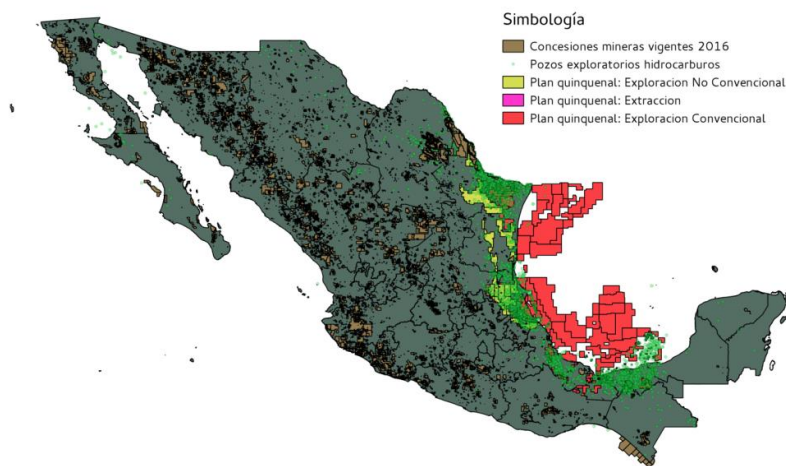 Simbología
Concesiones mineras vigentes 2016
Pozos exploratorios hidrocarburos
Plan quinquenal: Exploracion No Convencional
Plan quinquenal: Extraccion
Plan quinquenal: Exploracion Convencional